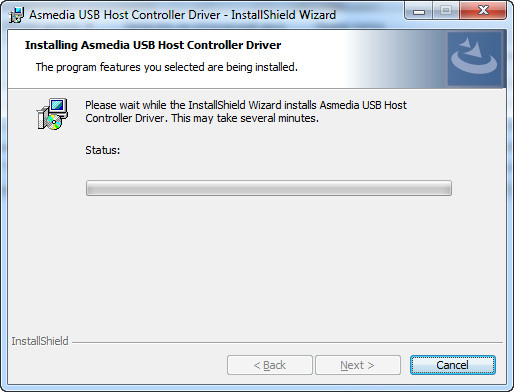 Asmedia USB Host Controller Driver - InstallShield Wizard
Installing Asmedia USB Host Controller Driver
The program features you selected are being installed.
Please wait while the InstallShield Wizard installs Asmedia USB Host
Controller Driver. This may take several minutes.
Status:
InstallShield
< Back Next > Cancel